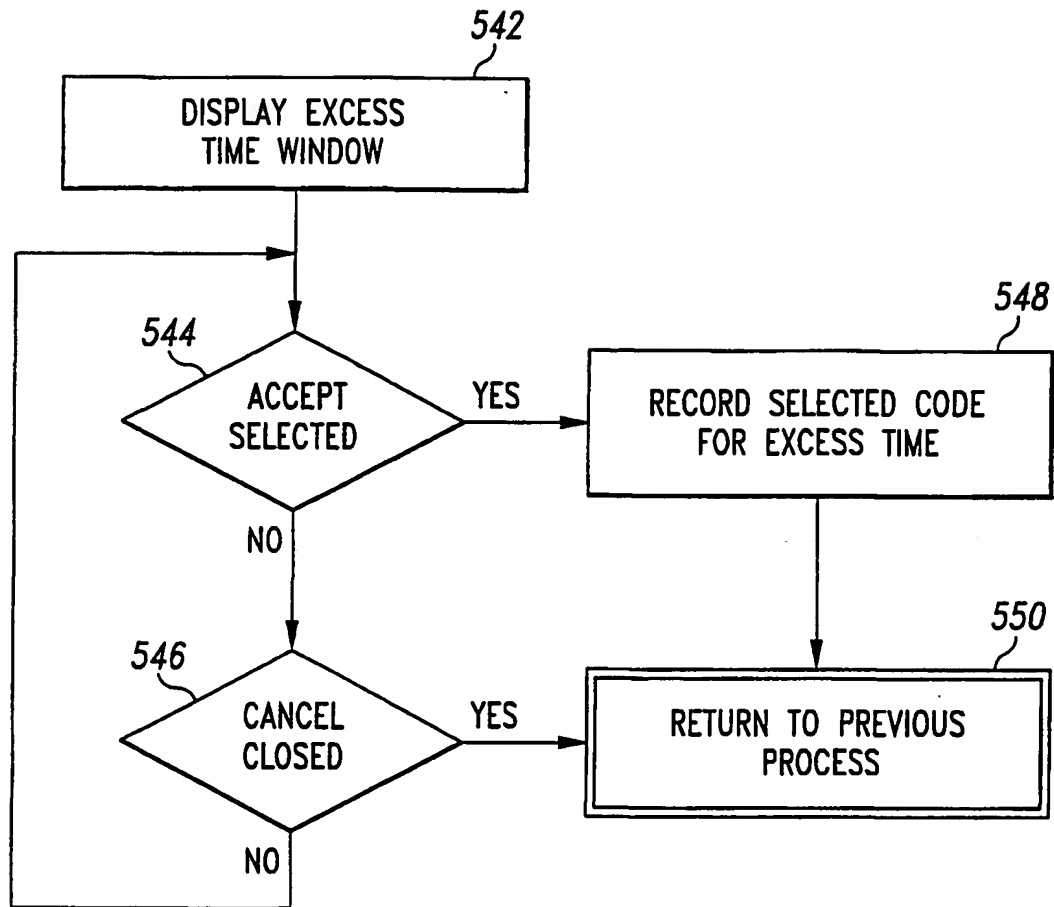 542
DISPLAY EXCESS
TIME WINDOW
544
ACCEPT
SELECTED
YES
NO
548
RECORD SELECTED CODE
FOR EXCESS TIME
546
CANCEL
CLOSED
YES
NO
550
RETURN TO PREVIOUS
PROCESS